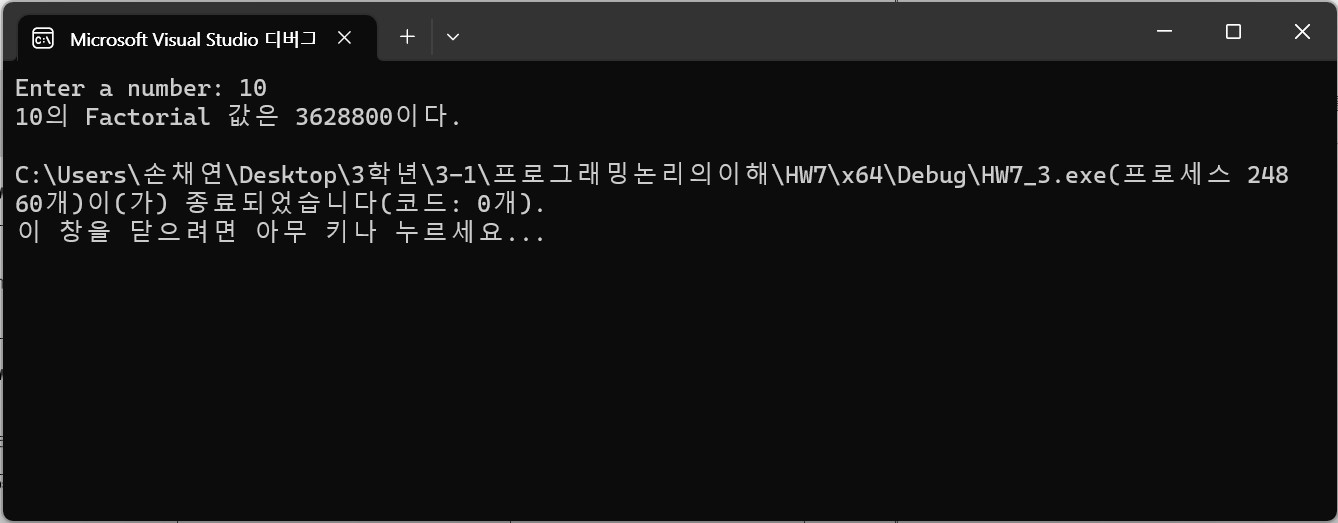 Microsoft Visual Studio 디버그
Enter a number: 10
10의 Factorial 값은 3628800이다.
C:\Users\손채연\Desktop\3학년\3-1\프로그래밍논리의이해\HW7\x64\Debug\HW7_3.exe(프로세스 248
60개)이(가) 종료되었습니다(코드: 0개).
이 창을 닫으려면 아무 키나 누르세요...